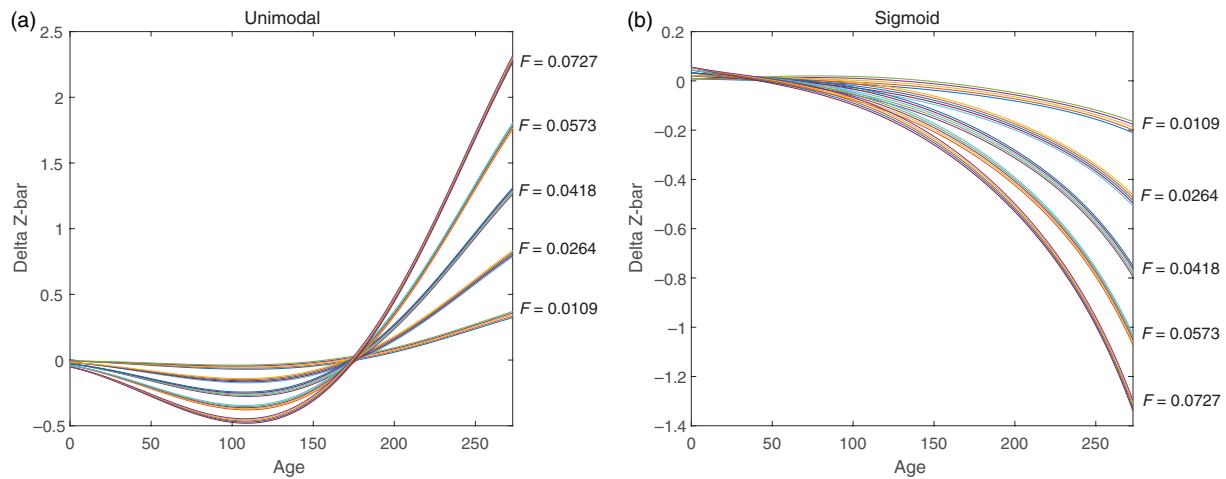 (a) Unimodal
2.5
2
1.5
1
0.5
0
−0.5
Delta Z-bar
0 50 100 150 200 250
Age
F = 0.0727
F = 0.0573
F = 0.0418
F = 0.0264
F = 0.0109
(b) Sigmoid
0.2
0
−0.2
−0.4
−0.6
−0.8
−1
−1.2
−1.4
Delta Z-bar
0 50 100 150 200 250
Age
F = 0.0109
F = 0.0264
F = 0.0418
F = 0.0573
F = 0.0727